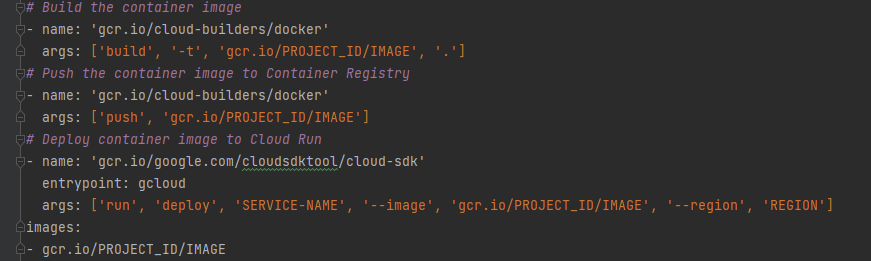 # Build the container image
- name: 'gcr.io/cloud-builders/docker'
  args: ['build', '-t', 'gcr.io/PROJECT_ID/IMAGE', '.']
# Push the container image to Container Registry
- name: 'gcr.io/cloud-builders/docker'
  args: ['push', 'gcr.io/PROJECT_ID/IMAGE']
# Deploy container image to Cloud Run
- name: 'gcr.io/google.com/cloudsdktool/cloud-sdk'
  entrypoint: gcloud
  args: ['run', 'deploy', 'SERVICE-NAME', '--image', 'gcr.io/PROJECT_ID/IMAGE', '--region', 'REGION']
images:
- gcr.io/PROJECT_ID/IMAGE